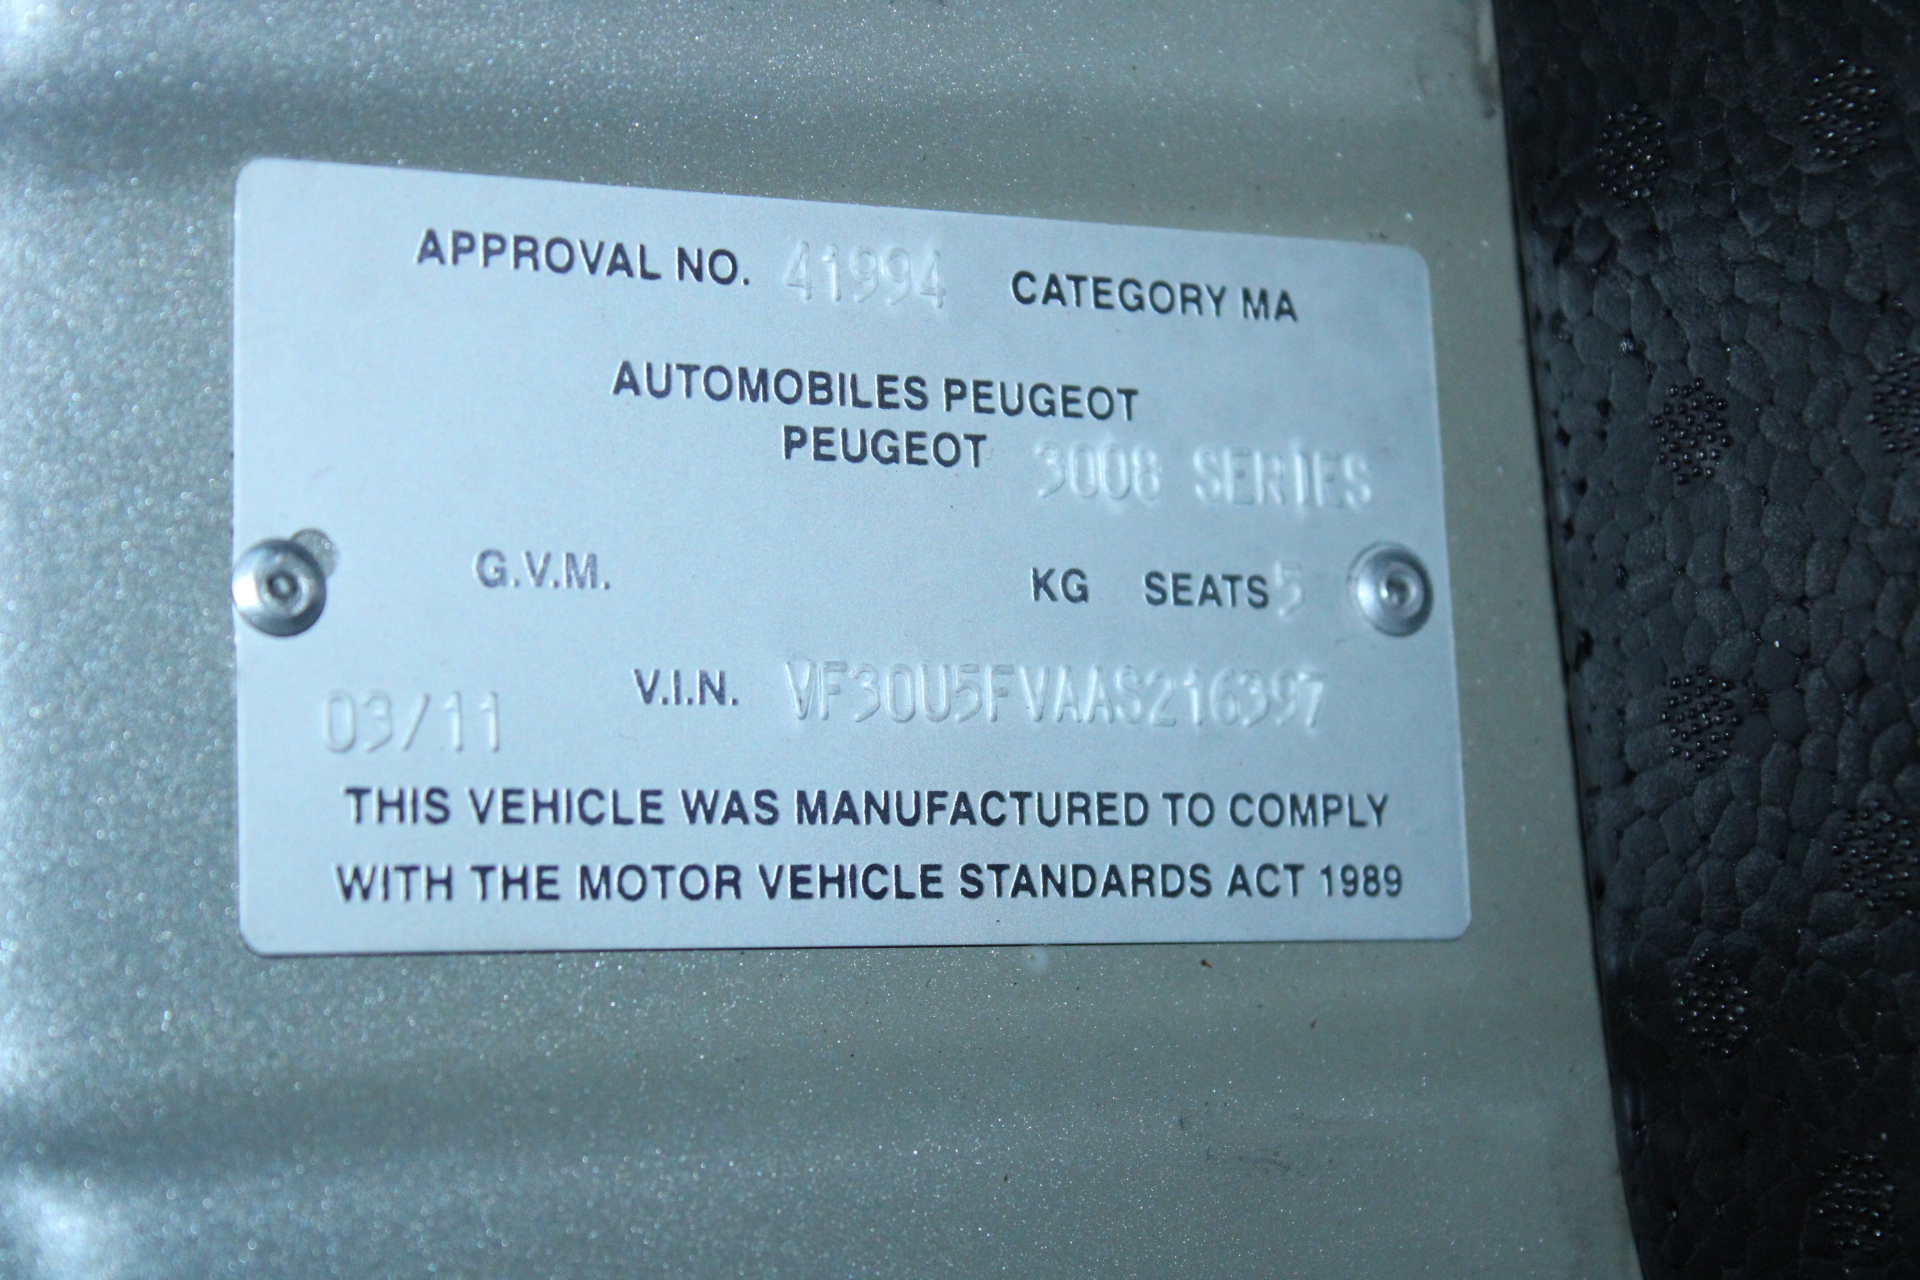 APPROVAL NO. 41994 CATEGORY MA
AUTOMOBILES PEUGEOT
PEUGEOT 3008 SERIES
G.V.M. KG SEATS 5
03/11 V.I.N. VF30U5FVAAS216397
THIS VEHICLE WAS MANUFACTURED TO COMPLY
WITH THE MOTOR VEHICLE STANDARDS ACT 1989